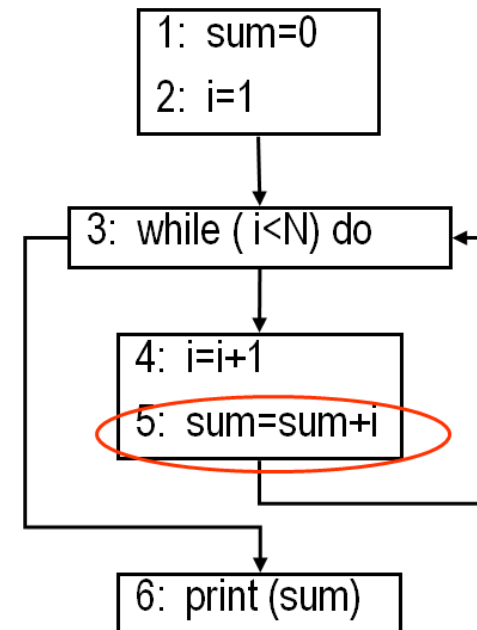 1: sum=0
2: i=1
3: while ( i<N) do
4: i=i+1
5: sum=sum+i
6: print (sum)